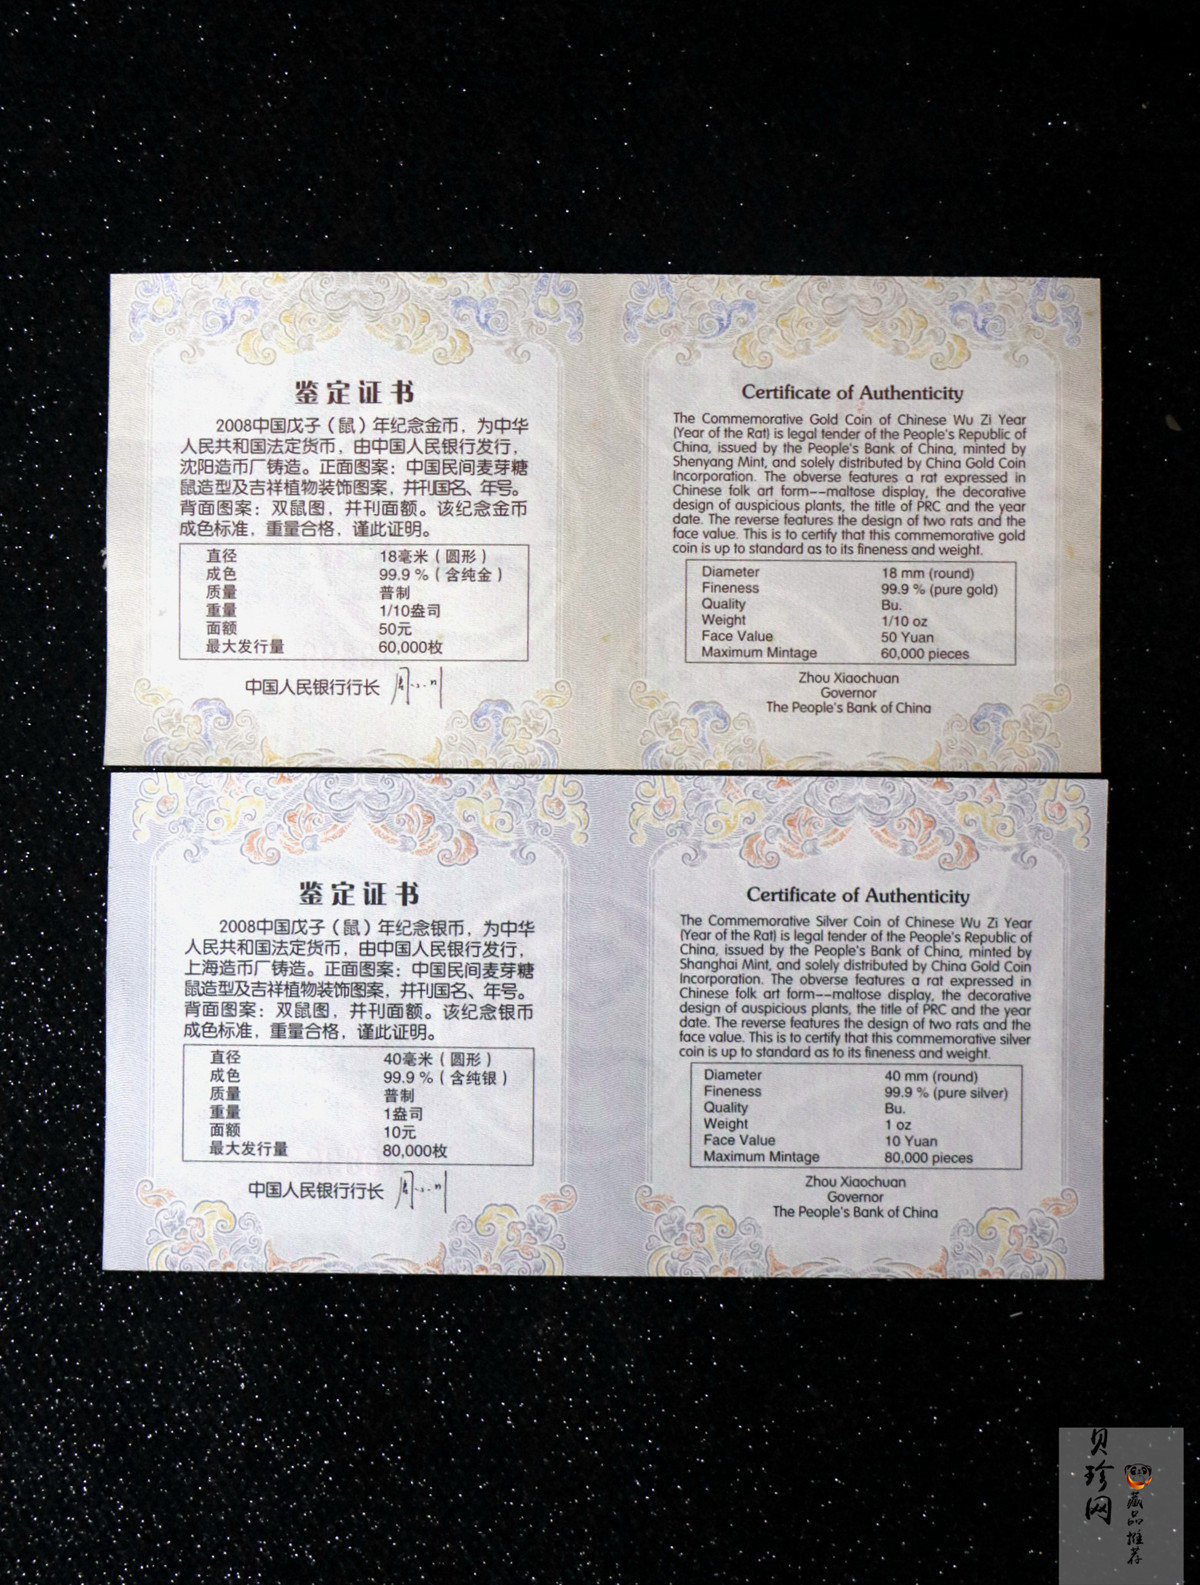 鉴定证书
2008中国戊子（鼠）年纪念金币，为中华
人民共和国法定货币，由中国人民银行发行，
沈阳造币厂铸造。正面图案：中国民间麦芽糖
鼠造型及吉祥植物装饰图案，并刊国名、年号。
背面图案：双鼠图，并刊面额。该纪念金币
成色标准，重量合格，谨此证明。
直径 18毫米（圆形）
成色 99.9 %（含纯金）
质量 普制
重量 1/10盎司
面额 50元
最大发行量 60,000枚
中国人民银行行长
Certificate of Authenticity
The Commemorative Gold Coin of Chinese Wu Zi Year
(Year of the Rat) is legal tender of the People's Republic of
China, issued by the People's Bank of China, minted by
Shenyang Mint, and solely distributed by China Gold Coin
Incorporation. The obverse features a rat expressed in
Chinese folk art form--maltose display, the decorative
design of auspicious plants, the title of PRC and the year
date. The reverse features the design of two rats and the
face value. This is to certify that this commemorative gold
coin is up to standard as to its fineness and weight.
Diameter 18 mm (round)
Fineness 99.9 % (pure gold)
Quality Bu.
Weight 1/10 oz
Face Value 50 Yuan
Maximum Mintage 60,000 pieces
Zhou Xiaochuan
Governor
The People's Bank of China
鉴定证书
2008中国戊子（鼠）年纪念银币，为中华
人民共和国法定货币，由中国人民银行发行，
上海造币厂铸造。正面图案：中国民间麦芽糖
鼠造型及吉祥植物装饰图案，并刊国名、年号。
背面图案：双鼠图，并刊面额。该纪念银币
成色标准，重量合格，谨此证明。
直径 40毫米（圆形）
成色 99.9 %（含纯银）
质量 普制
重量 1盎司
面额 10元
最大发行量 80,000枚
中国人民银行行长
Certificate of Authenticity
The Commemorative Silver Coin of Chinese Wu Zi Year
(Year of the Rat) is legal tender of the People's Republic of
China, issued by the People's Bank of China, minted by
Shanghai Mint, and solely distributed by China Gold Coin
Incorporation. The obverse features a rat expressed in
Chinese folk art form--maltose display, the decorative
design of auspicious plants, the title of PRC and the year
date. The reverse features the design of two rats and the
face value. This is to certify that this commemorative silver
coin is up to standard as to its fineness and weight.
Diameter 40 mm (round)
Fineness 99.9 % (pure silver)
Quality Bu.
Weight 1 oz
Face Value 10 Yuan
Maximum Mintage 80,000 pieces
Zhou Xiaochuan
Governor
The People's Bank of China
贝珍网
藏品推荐